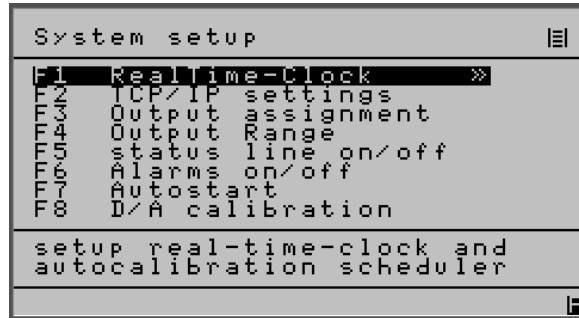 System setup
F1 RealTime-Clock »
F2 TCP/IP settings
F3 Output assignment
F4 Output Range
F5 status line on/off
F6 Alarms on/off
F7 Autostart
F8 D/A calibration
setup real-time-clock and
autocalibration scheduler